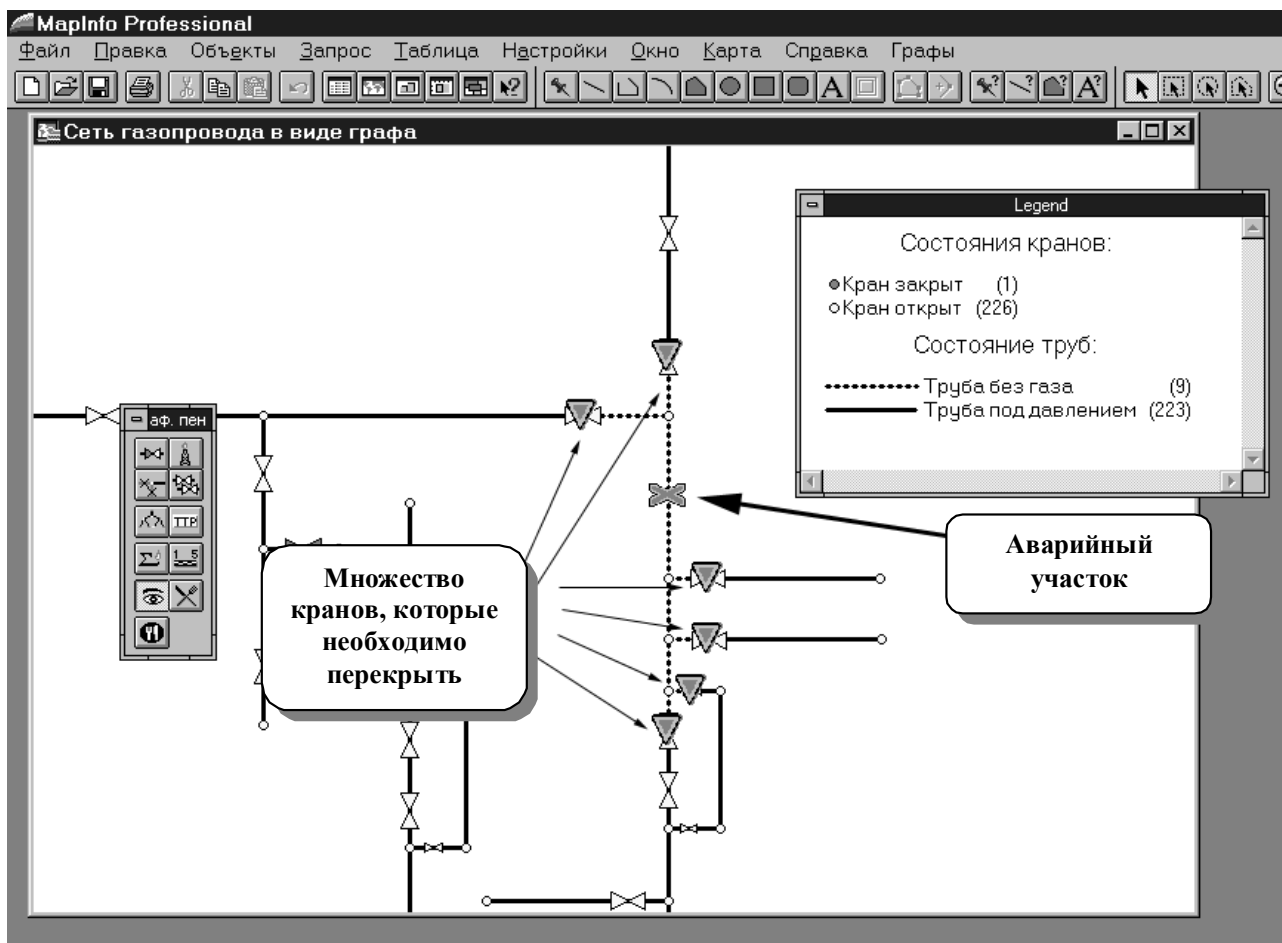 MapInfo Professional
Файл Правка Объекты Запрос Таблица Настройки Окно Карта Справка Графы
Сеть газопровода в виде графа
Legend
Состояния кранов:
Кран закрыт (1)
Кран открыт (226)
Состояние труб:
Труба без газа (9)
Труба под давлением (223)
аф. пен
ТТР
1 5
Аварийный
участок
Множество
кранов, которые
необходимо
перекрыть